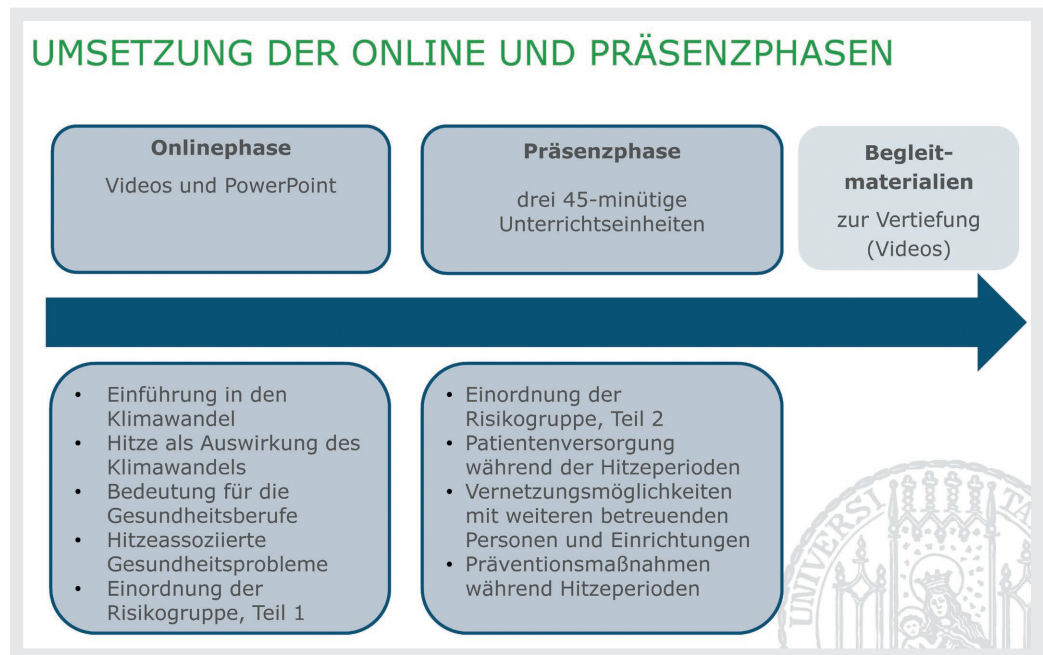 UMSETZUNG DER ONLINE UND PRÄSENZPHASEN
Onlinephase
Videos und PowerPoint
Präsenzphase
drei 45-minütige
Unterrichtseinheiten
Begleit-
materialien
zur Vertiefung
(Videos)
• Einführung in den
Klimawandel
• Hitze als Auswirkung des
Klimawandels
• Bedeutung für die
Gesundheitsberufe
• Hitzeassoziierte
Gesundheitsprobleme
• Einordnung der
Risikogruppe, Teil 1
• Einordnung der
Risikogruppe, Teil 2
• Patientenversorgung
während der Hitzeperioden
• Vernetzungsmöglichkeiten
mit weiteren betreuenden
Personen und Einrichtungen
• Präventionsmaßnahmen
während Hitzeperioden
UNIVERSI TA